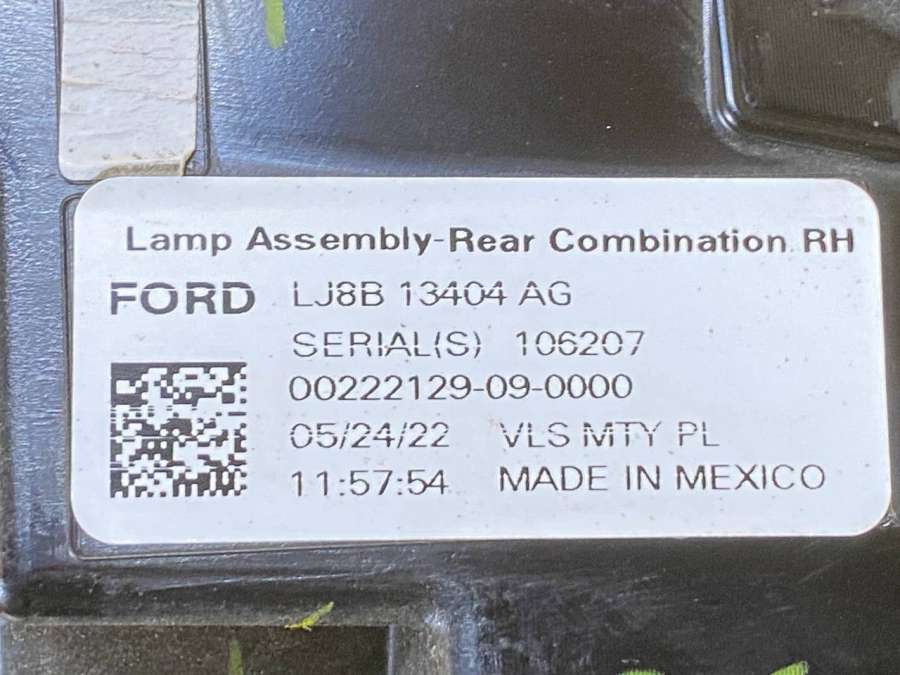 Lamp Assembly-Rear Combination RH
FORD LJ8B 13404 AG
SERIAL(S) 106207
00222129-09-0000
05/24/22 VLS MTY PL
11:57:54 MADE IN MEXICO